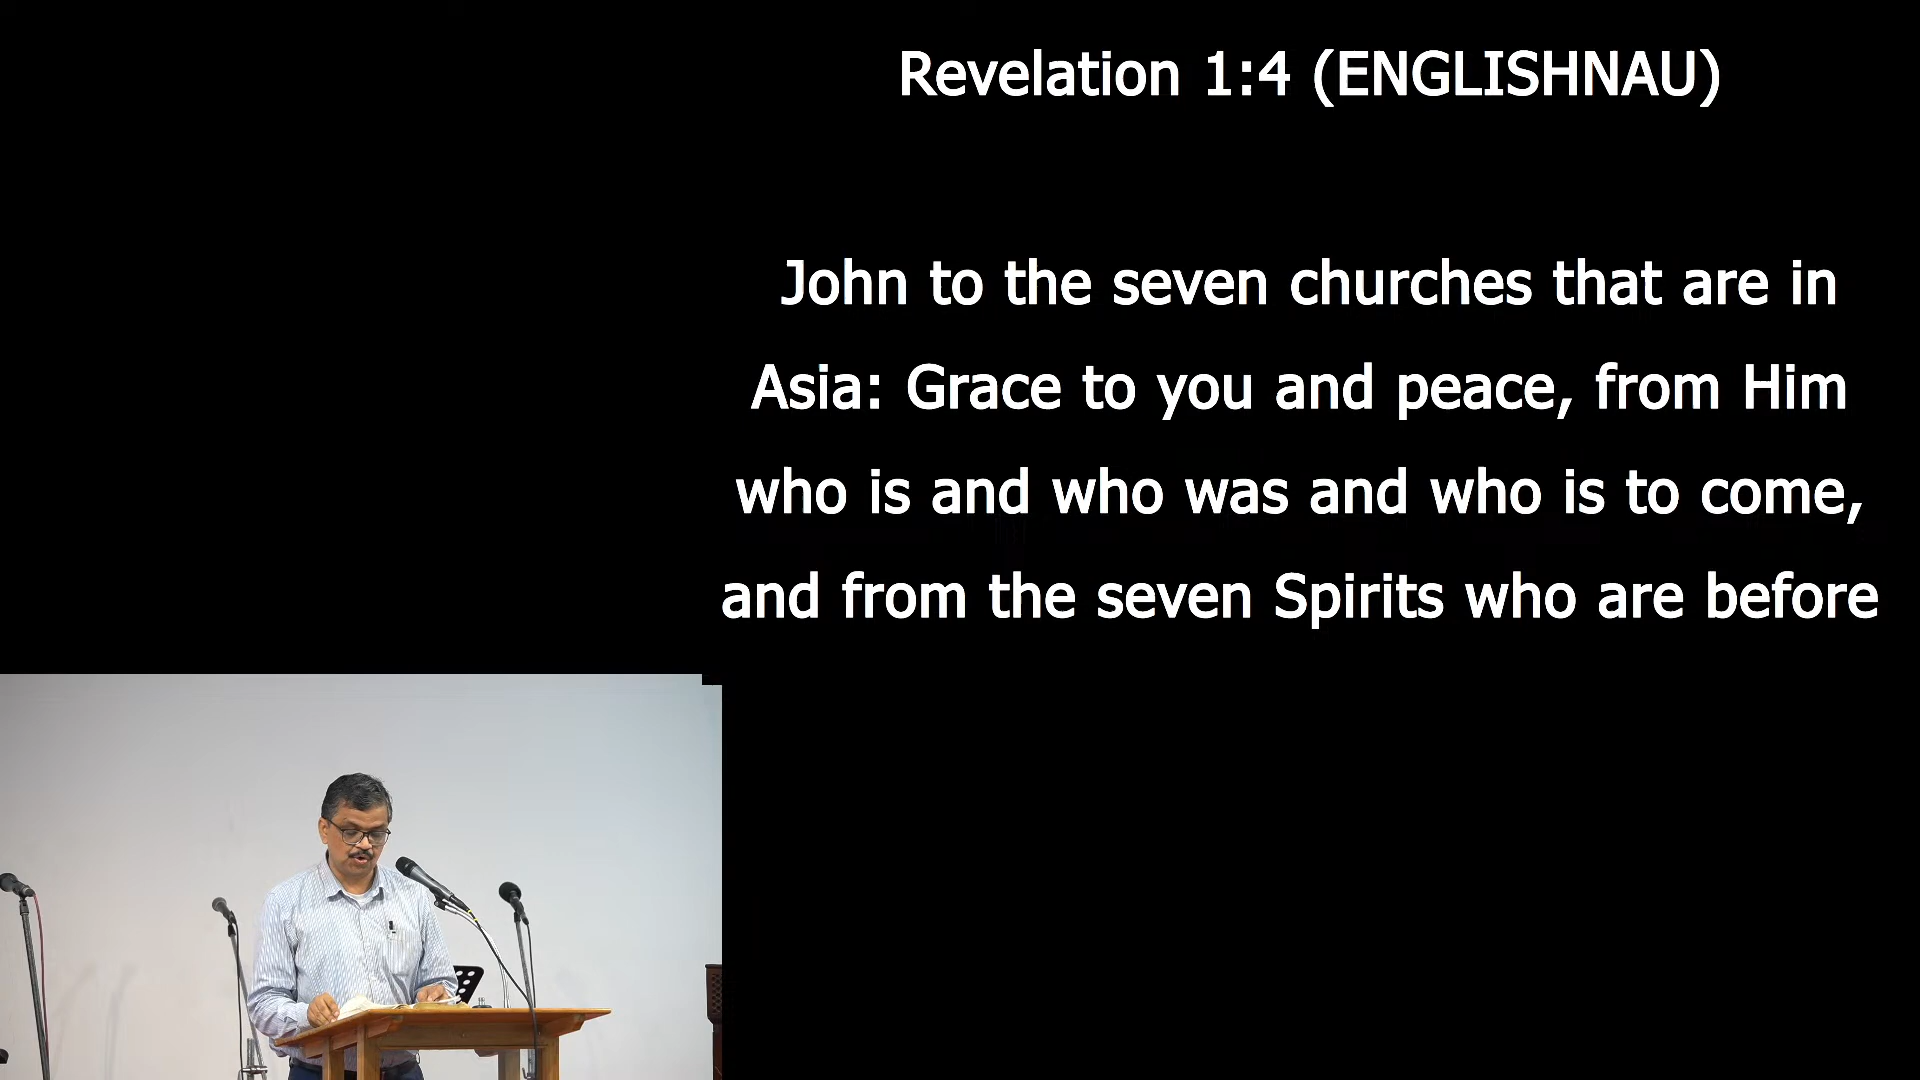 Revelation 1:4 (ENGLISHNAU)
John to the seven churches that are in
Asia: Grace to you and peace, from Him
who is and who was and who is to come,
and from the seven Spirits who are before